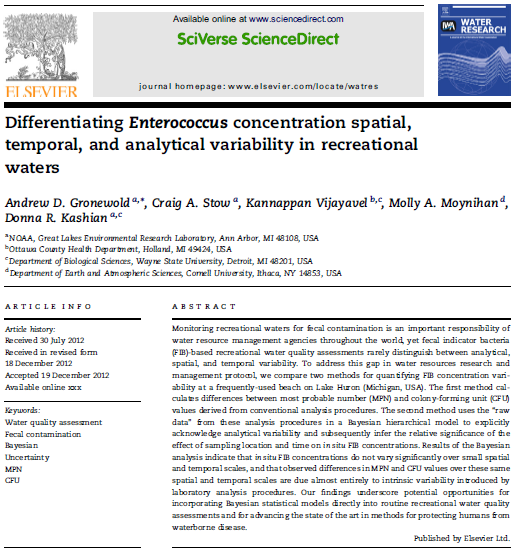 Available online at www.sciencedirect.com
SciVerse ScienceDirect
journal homepage: www.elsevier.com/locate/watres
ELSEVIER
IWA
WATER
RESEARCH
Differentiating Enterococcus concentration spatial,
temporal, and analytical variability in recreational
waters
Andrew D. Gronewold a,*, Craig A. Stow a, Kannappan Vijayavel b,c, Molly A. Moynihan d,
Donna R. Kashian a,c
a NOAA, Great Lakes Environmental Research Laboratory, Ann Arbor, MI 48108, USA
b Ottawa County Health Department, Holland, MI 49424, USA
c Department of Biological Sciences, Wayne State University, Detroit, MI 48201, USA
d Department of Earth and Atmospheric Sciences, Cornell University, Ithaca, NY 14853, USA
ARTICLE INFO
Article history:
Received 30 July 2012
Received in revised form
18 December 2012
Accepted 19 December 2012
Available online xxx
Keywords:
Water quality assessment
Fecal contamination
Bayesian
Uncertainty
MPN
CFU
ABSTRACT
Monitoring recreational waters for fecal contamination is an important responsibility of
water resource management agencies throughout the world, yet fecal indicator bacteria
(FIB)-based recreational water quality assessments rarely distinguish between analytical,
spatial, and temporal variability. To address this gap in water resources research and
management protocol, we compare two methods for quantifying FIB concentration vari-
ability at a frequently-used beach on Lake Huron (Michigan, USA). The first method cal-
culates differences between most probable number (MPN) and colony-forming unit (CFU)
values derived from conventional analysis procedures. The second method uses the "raw
data" from these analysis procedures in a Bayesian hierarchical model to explicitly
acknowledge analytical variability and subsequently infer the relative significance of the
effect of sampling location and time on in situ FIB concentrations. Results of the Bayesian
analysis indicate that in situ FIB concentrations do not vary significantly over small spatial
and temporal scales, and that observed differences in MPN and CFU values over these same
spatial and temporal scales are due almost entirely to intrinsic variability introduced by
laboratory analysis procedures. Our findings underscore potential opportunities for
incorporating Bayesian statistical models directly into routine recreational water quality
assessments and for advancing the state of the art in methods for protecting humans from
waterborne disease.
Published by Elsevier Ltd.